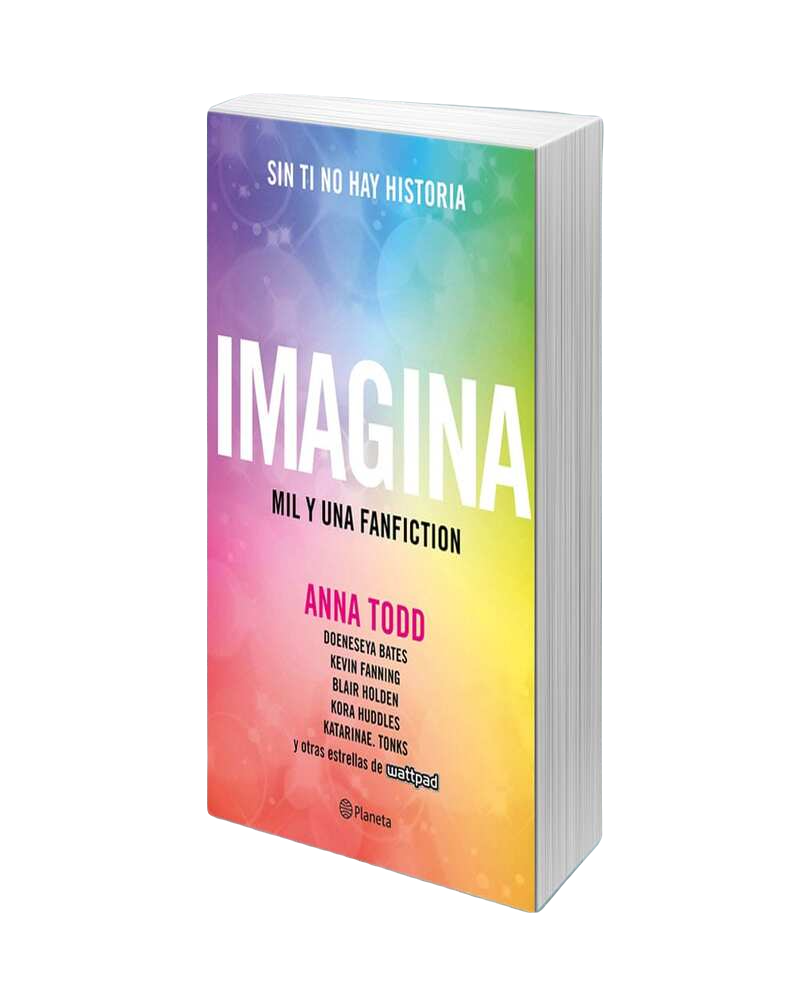 SIN TI NO HAY HISTORIA
IMAGINA
MIL Y UNA FANFICTION
ANNA TODD
DOENESEYA BATES
KEVIN FANNING
BLAIR HOLDEN
KORA HUDDLES
KATARINAE. TONKS
y otras estrellas de wattpad
Planeta